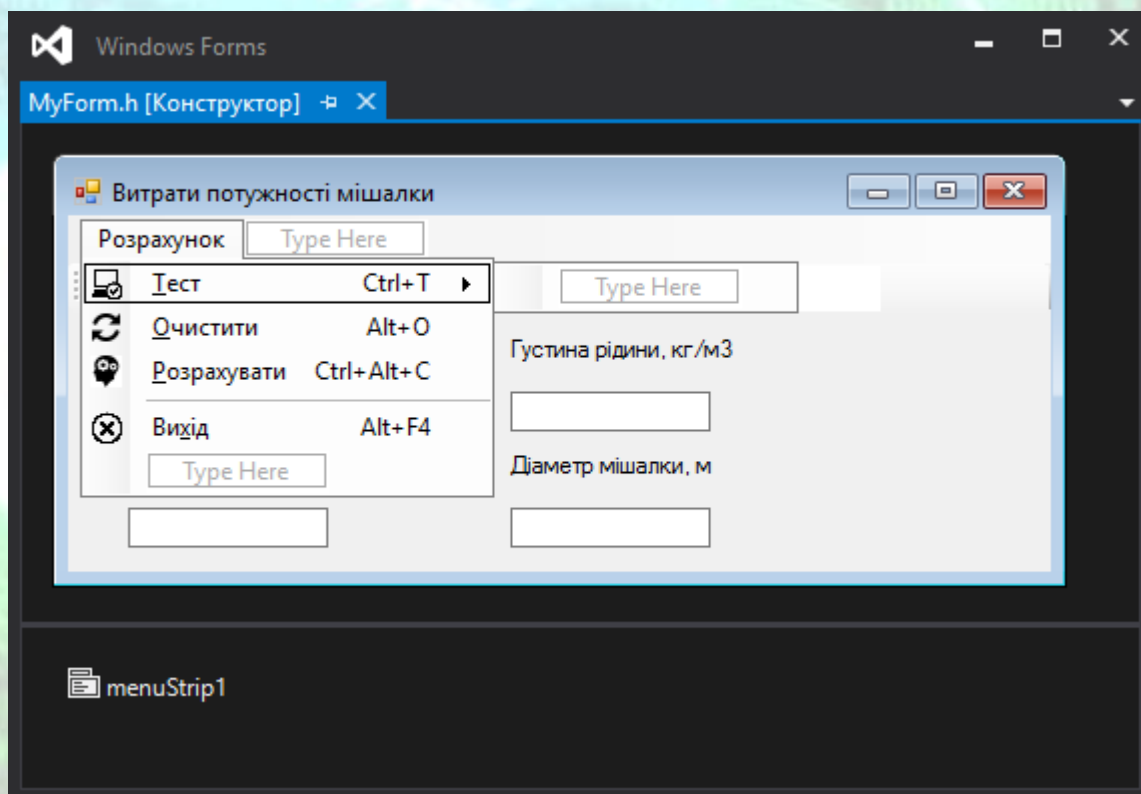 Windows Forms
MyForm.h [Конструктор]
Витрати потужності мішалки
Розрахунок Type Here
Тест Ctrl+T Type Here
Очистити Alt+O
Густина рідини, кг/м3
Розрахувати Ctrl+Alt+C
Вихід Alt+F4
Type Here Діаметр мішалки, м
menuStrip1